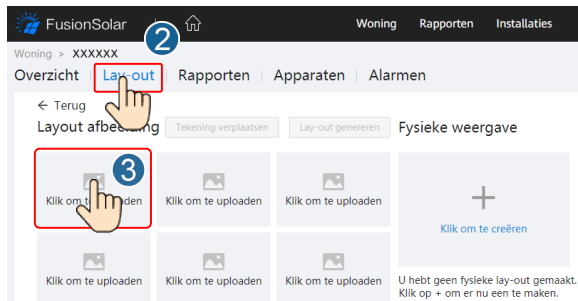 FusionSolar
Woning Rapporten Installaties
2
Woning > XXXXXX
Overzicht Lay-out Rapporten Apparaten Alarmen
← Terug
Layout afbeelding Tekening verplaatsen Lay-out genereren Fysieke weergave
3
Klik om te uploaden Klik om te uploaden Klik om te uploaden
+
Klik om te creëren
Klik om te uploaden Klik om te uploaden Klik om te uploaden
U hebt geen fysieke lay-out gemaakt.
Klik op + om er nu een te maken.